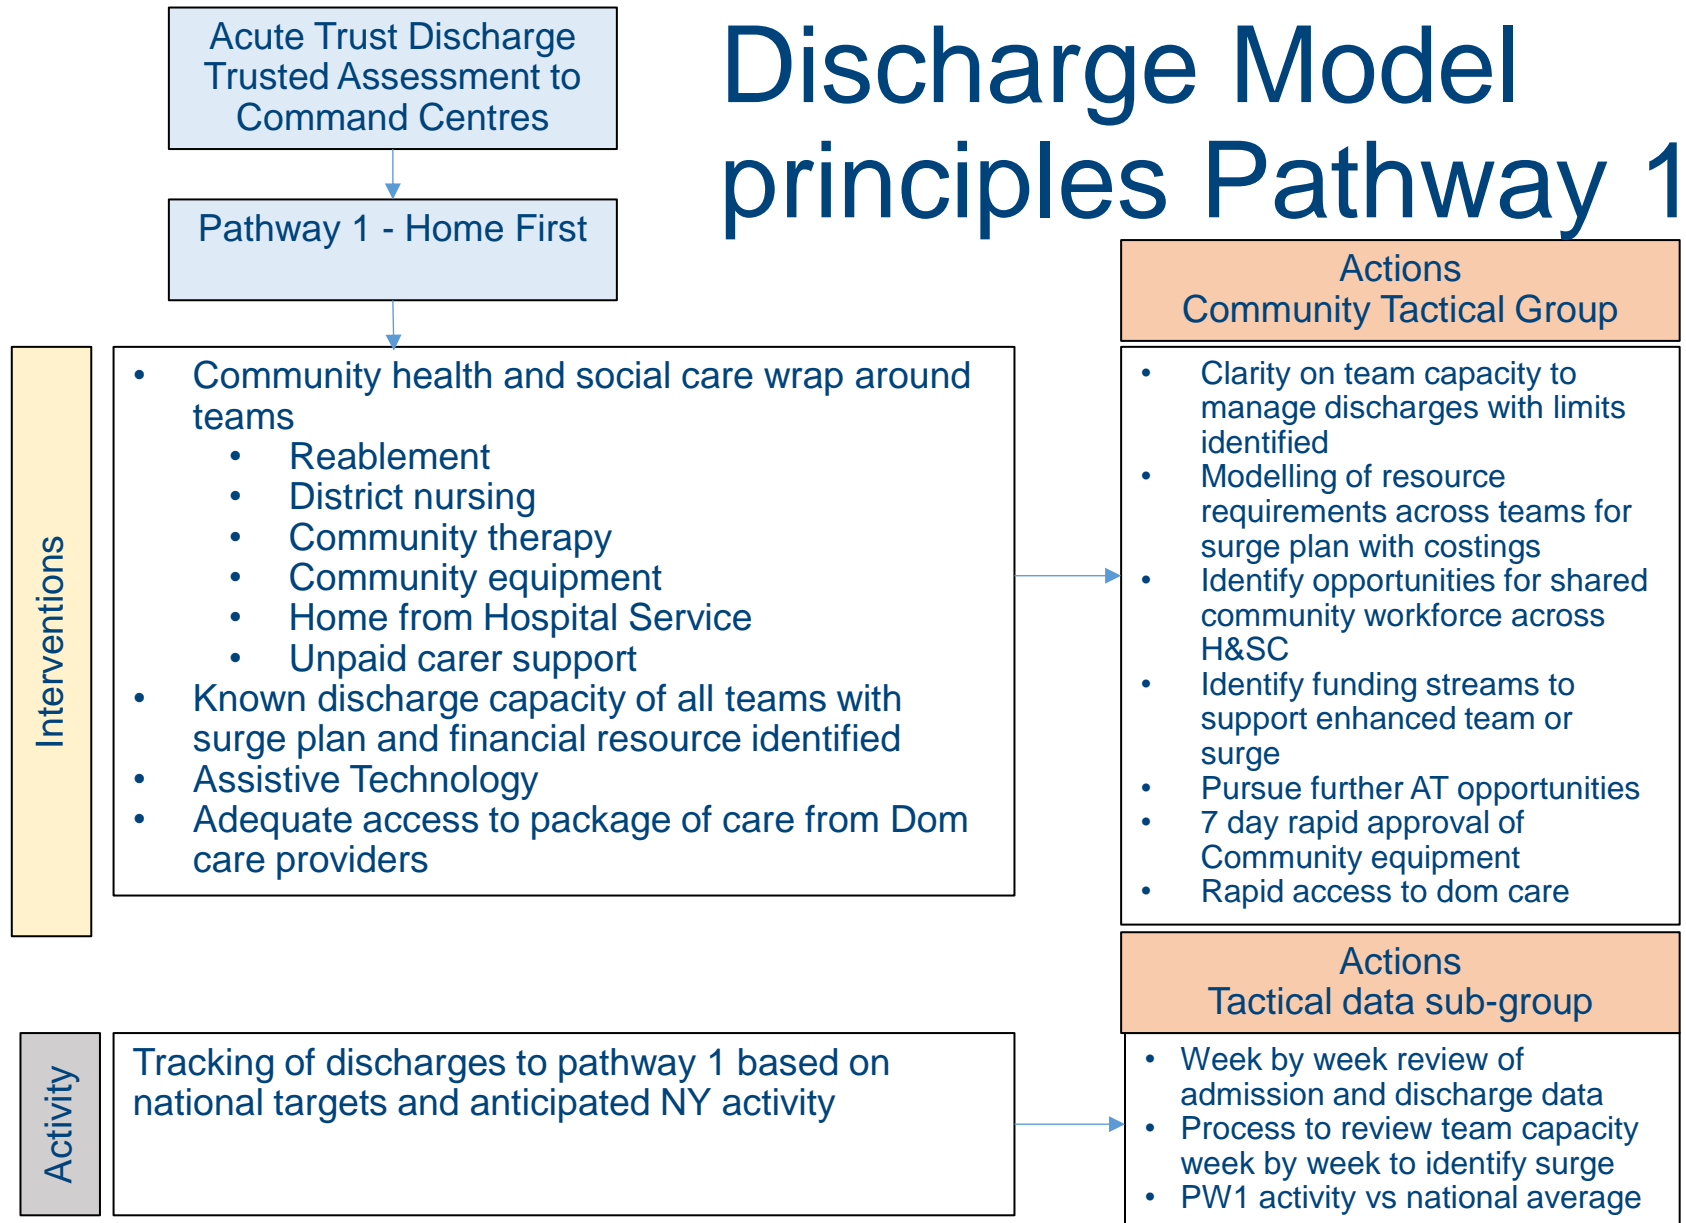 Acute Trust Discharge
Trusted Assessment to
Command Centres
Discharge Model
principles Pathway 1
Pathway 1 - Home First
Interventions
• Community health and social care wrap around
teams
• Reablement
• District nursing
• Community therapy
• Community equipment
• Home from Hospital Service
• Unpaid carer support
• Known discharge capacity of all teams with
surge plan and financial resource identified
• Assistive Technology
• Adequate access to package of care from Dom
care providers
Actions
Community Tactical Group
• Clarity on team capacity to
manage discharges with limits
identified
• Modelling of resource
requirements across teams for
surge plan with costings
• Identify opportunities for shared
community workforce across
H&SC
• Identify funding streams to
support enhanced team or
surge
• Pursue further AT opportunities
• 7 day rapid approval of
Community equipment
• Rapid access to dom care
Activity
Tracking of discharges to pathway 1 based on
national targets and anticipated NY activity
Actions
Tactical data sub-group
• Week by week review of
admission and discharge data
• Process to review team capacity
week by week to identify surge
• PW1 activity vs national average